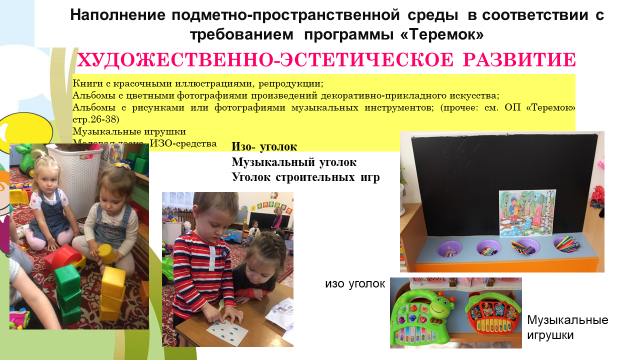 Наполнение подметно-пространственной среды в соответствии с
требованием программы «Теремок»
ХУДОЖЕСТВЕННО-ЭСТЕТИЧЕСКОЕ РАЗВИТИЕ
Книги с красочными иллюстрациями, репродукции;
Альбомы с цветными фотографиями произведений декоративно-прикладного искусства;
Альбомы с рисунками или фотографиями музыкальных инструментов; (прочее: см. ОП «Теремок»
стр.26-38)
Музыкальные игрушки
Меловая доска, ИЗО-средства
Изо- уголок
Музыкальный уголок
Уголок строительных игр
изо уголок
Музыкальные
игрушки